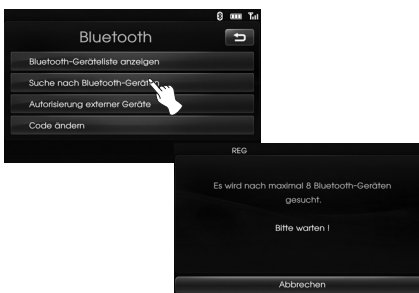 Bluetooth
Bluetooth-Geräteliste anzeigen
Suche nach Bluetooth-Geräten
Autorisierung externer Geräte
Code ändern
REG
Es wird nach maximal 8 Bluetooth-Geräten
gesucht.
Bitte warten !
Abbrechen